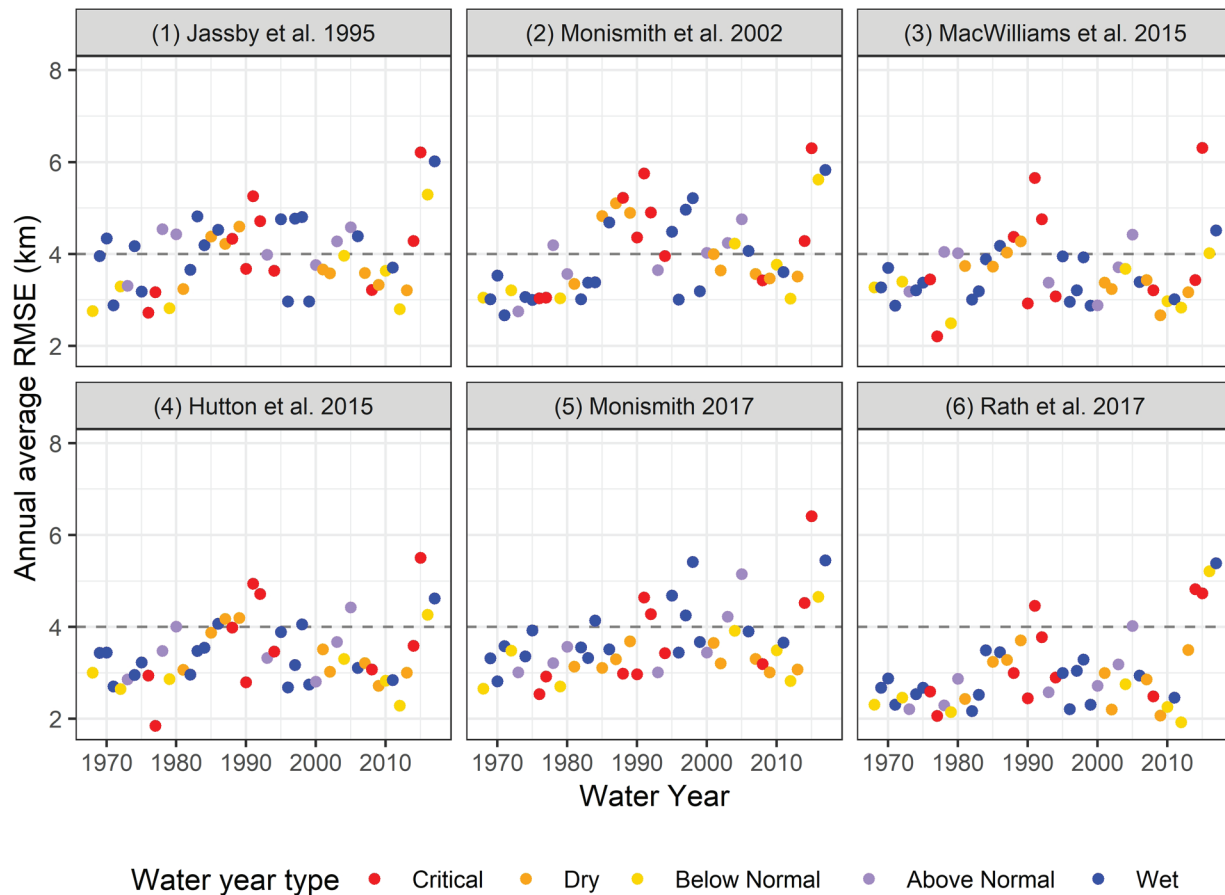 (1) Jassby et al. 1995
(2) Monismith et al. 2002
(3) MacWilliams et al. 2015
8
6
4
2
(4) Hutton et al. 2015
(5) Monismith 2017
(6) Rath et al. 2017
8
6
4
2
Annual average RMSE (km)
1970 1980 1990 2000 2010
1970 1980 1990 2000 2010
1970 1980 1990 2000 2010
Water Year
Water year type Critical Dry Below Normal Above Normal Wet